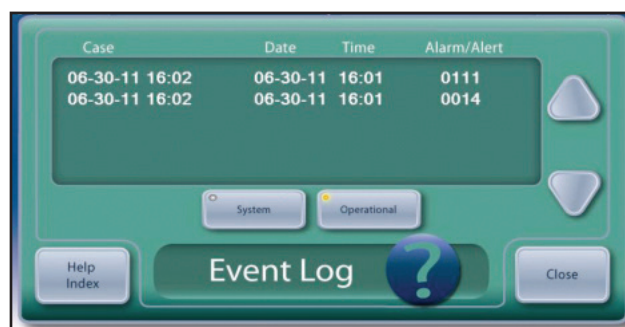 Case Date Time Alarm/Alert
06-30-11 16:02 06-30-11 16:01 0111
06-30-11 16:02 06-30-11 16:01 0014
System Operational
Help
Index
Event Log ?
Close